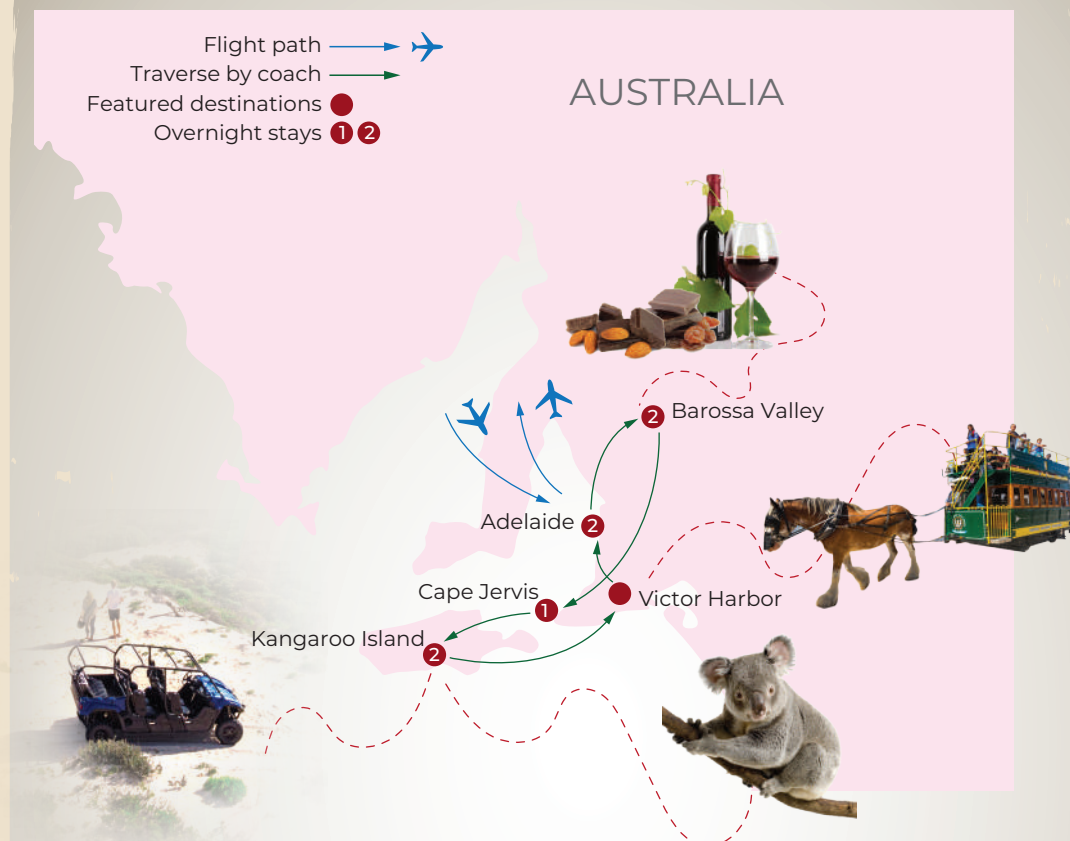 Flight path
Traverse by coach
Featured destinations
Overnight stays 1 2
AUSTRALIA
2 Barossa Valley
Adelaide 2
Cape Jervis 1
Victor Harbor
Kangaroo Island 2